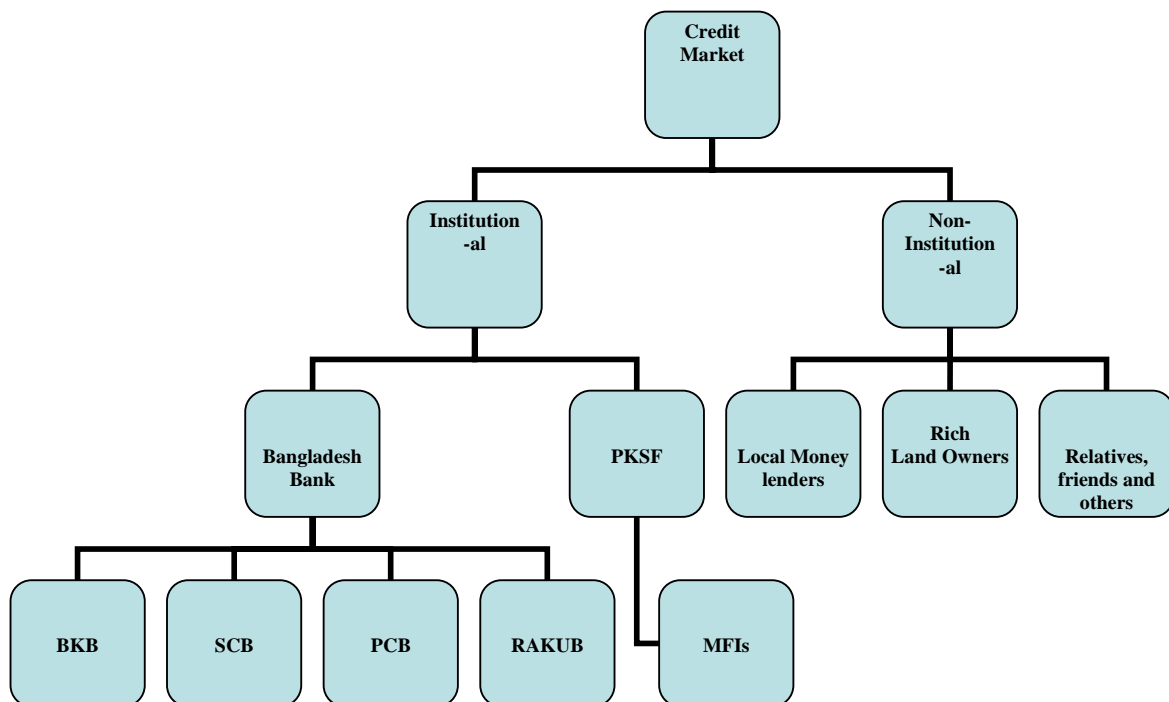 Credit
Market
Institution
-al
Non-
Institution
-al
Bangladesh
Bank
PKSF
Local Money
lenders
Rich
Land Owners
Relatives,
friends and
others
BKB
SCB
PCB
RAKUB
MFIs